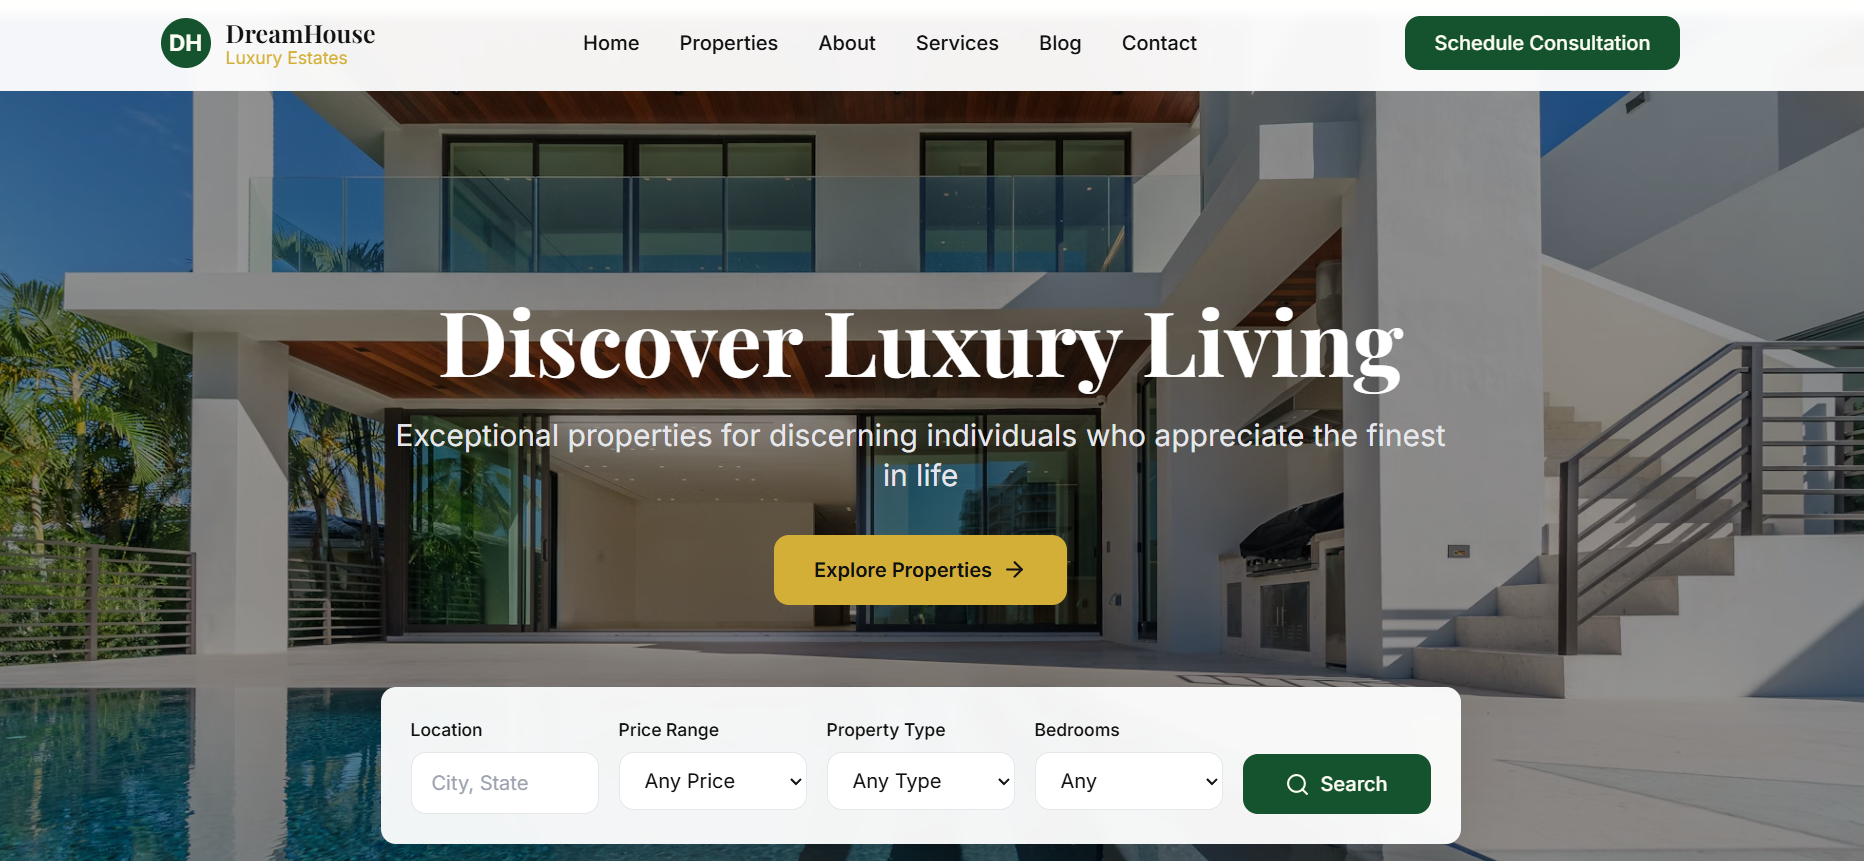 DH
DreamHouse
Luxury Estates
Home
Properties
About
Services
Blog
Contact
Schedule Consultation
Discover Luxury Living
Exceptional properties for discerning individuals who appreciate the finest
in life
Explore Properties
Location
Price Range
Property Type
Bedrooms
City, State
Any Price
Any Type
Any
Search